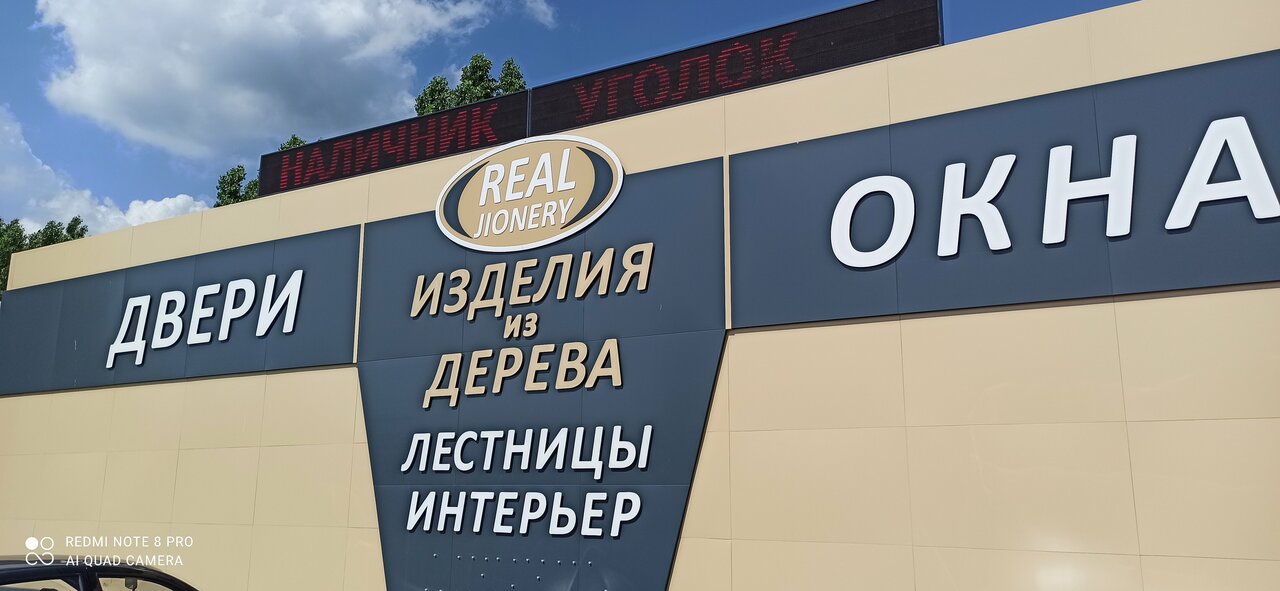 НАЛИЧНИК УГОЛОК
REAL
JIONERY
ДВЕРИ
ИЗДЕЛИЯ
ИЗ
ДЕРЕВА
ЛЕСТНИЦЫ
ИНТЕРЬЕР
ОКНА
REDMI NOTE 8 PRO
AI QUAD CAMERA